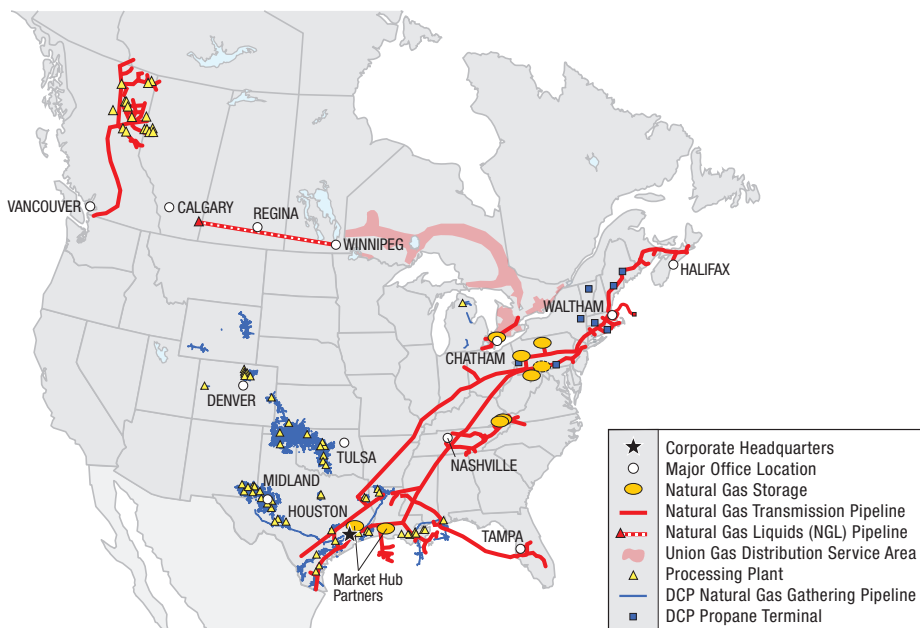 VANCOUVER
CALGARY
REGINA
WINNIPEG
HALIFAX
WALTHAM
CHATHAM
DENVER
TULSA
NASHVILLE
MIDLAND
HOUSTON
TAMPA
Market Hub
Partners
Corporate Headquarters
Major Office Location
Natural Gas Storage
Natural Gas Transmission Pipeline
Natural Gas Liquids (NGL) Pipeline
Union Gas Distribution Service Area
Processing Plant
DCP Natural Gas Gathering Pipeline
DCP Propane Terminal